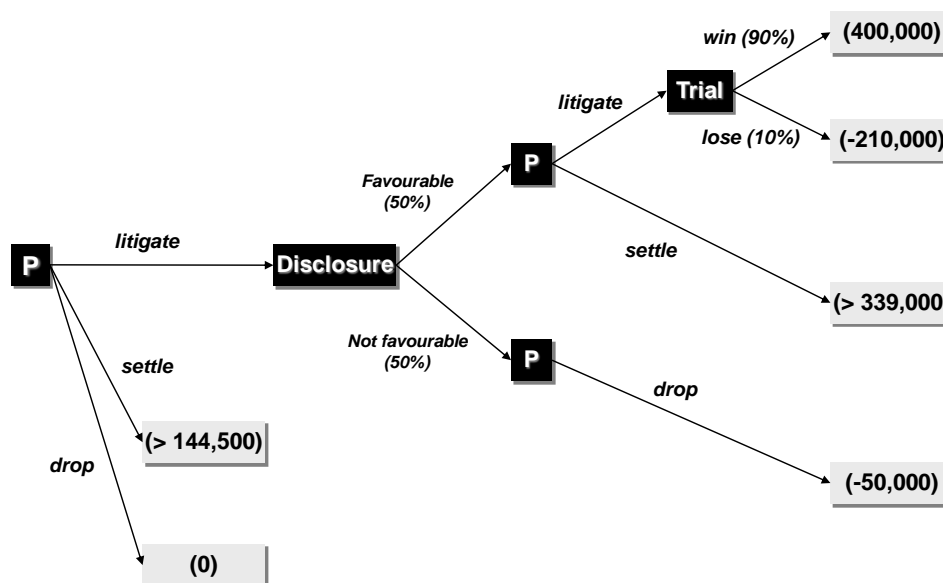 win (90%)
(400,000)
litigate
Trial
lose (10%)
(-210,000)
Favourable
(50%)
P
litigate
settle
P
Disclosure
(> 339,000
Not favourable
(50%)
P
settle
drop
(> 144,500)
drop
(-50,000)
(0)